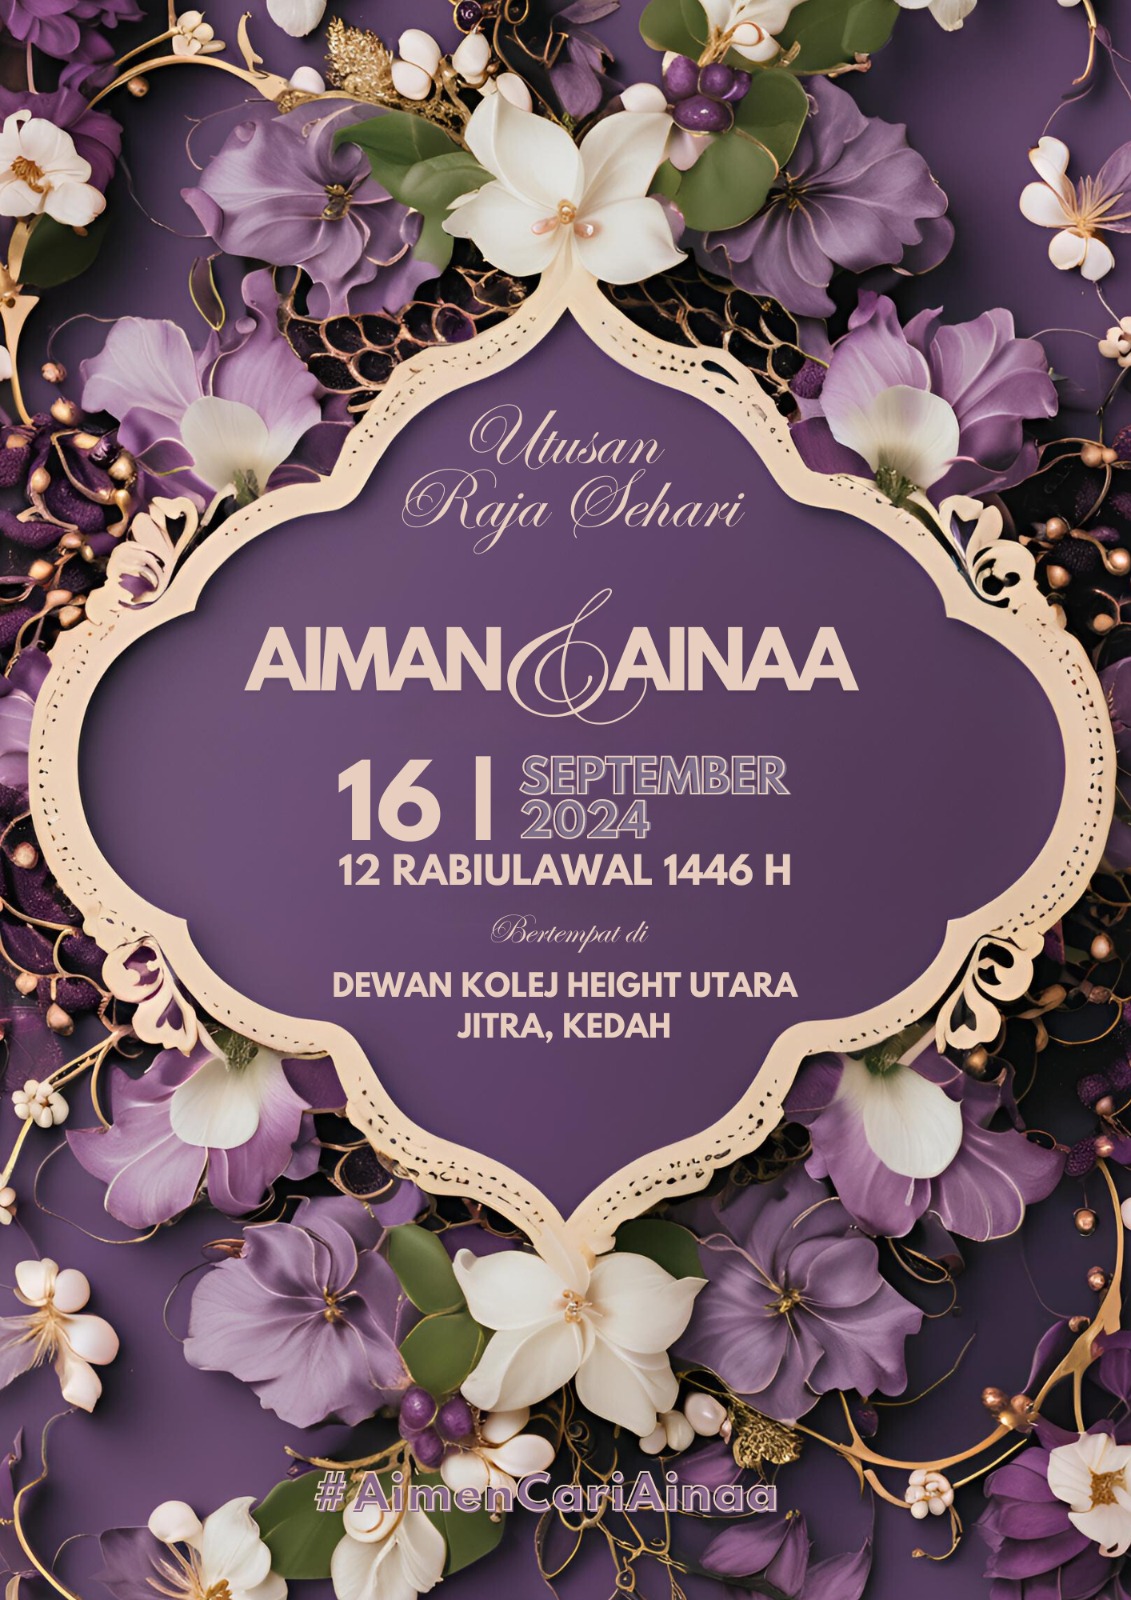 Utusan
Raja Sehari
AIMAN & AINAA
16 | SEPTEMBER
2024
12 RABIULAWAL 1446 H
Bertempat di
DEWAN KOLEJ HEIGHT UTARA
JITRA, KEDAH
#AimenCariAinaa